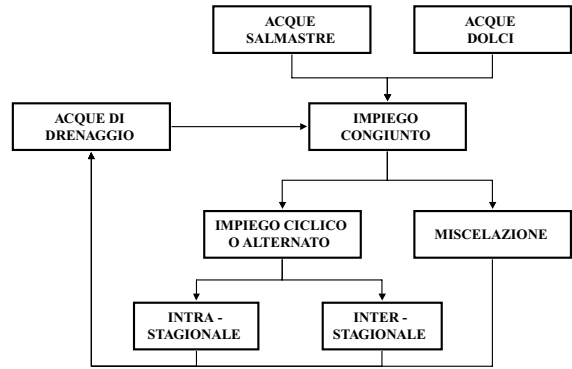 ACQUE
SALMASTRE
ACQUE
DOLCI
ACQUE DI
DRENAGGIO
IMPIEGO
CONGIUNTO
IMPIEGO CICLICO
O ALTERNATO
MISCELAZIONE
INTRA -
STAGIONALE
INTER -
STAGIONALE